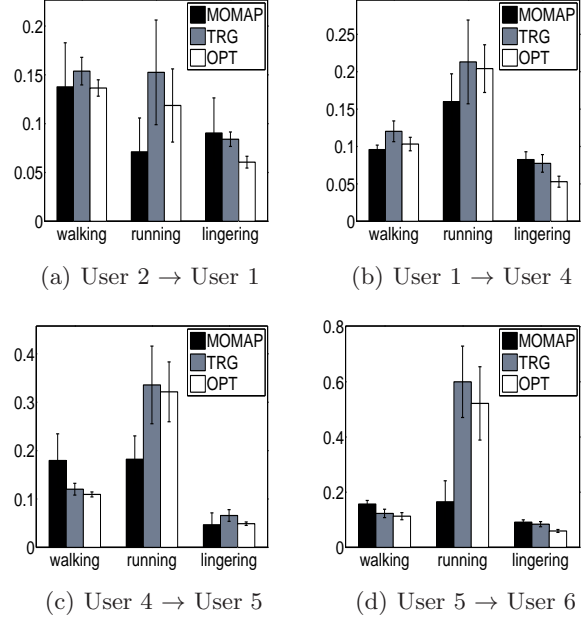 MOMAP
TRG
OPT
0.2
0.15
0.1
0.05
0
walking running lingering
(a) User 2 → User 1
MOMAP
TRG
OPT
0.25
0.2
0.15
0.1
0.05
0
walking running lingering
(b) User 1 → User 4
MOMAP
TRG
OPT
0.4
0.3
0.2
0.1
0
walking running lingering
(c) User 4 → User 5
MOMAP
TRG
OPT
0.8
0.6
0.4
0.2
0
walking running lingering
(d) User 5 → User 6